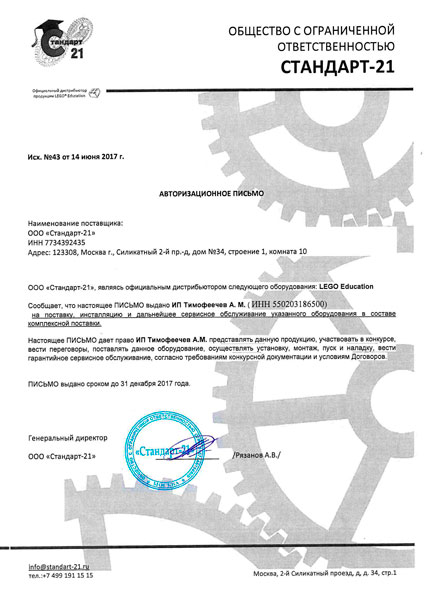 Стандарт
21
ОБЩЕСТВО С ОГРАНИЧЕННОЙ
ОТВЕТСТВЕННОСТЬЮ
СТАНДАРТ-21
Официальный дистрибьютор
продукции LEGO® Education
Исх. №43 от 14 июня 2017 г.
АВТОРИЗАЦИОННОЕ ПИСЬМО
Наименование поставщика:
ООО «Стандарт-21»
ИНН 7734392435
Адрес: 123308, Москва г., Силикатный 2-й пр-д, дом №34, строение 1, комната 10
ООО «Стандарт-21», являясь официальным дистрибьютором следующего оборудования: LEGO Education
Сообщает, что настоящее ПИСЬМО выдано ИП Тимофеечев А. М. ( ИНН 550203186500)
на поставку, инсталляцию и дальнейшее сервисное обслуживание указанного оборудования в составе
комплексной поставки.
Настоящее ПИСЬМО дает право ИП Тимофеечев А.М. представлять данную продукцию, участвовать в конкурсе,
вести переговоры, поставлять данное оборудование, осуществлять установку, монтаж, пуск и наладку, вести
гарантийное сервисное обслуживание, согласно требованиям конкурсной документации и условиям Договоров.
ПИСЬМО выдано сроком до 31 декабря 2017 года.
Генеральный директор
ООО «Стандарт-21»
«Стандарт-21»
/Рязанов А.В./
info@standart-21.ru
тел.:+7 499 191 15 15
Москва, 2-й Силикатный проезд, д. д. 34, стр.1